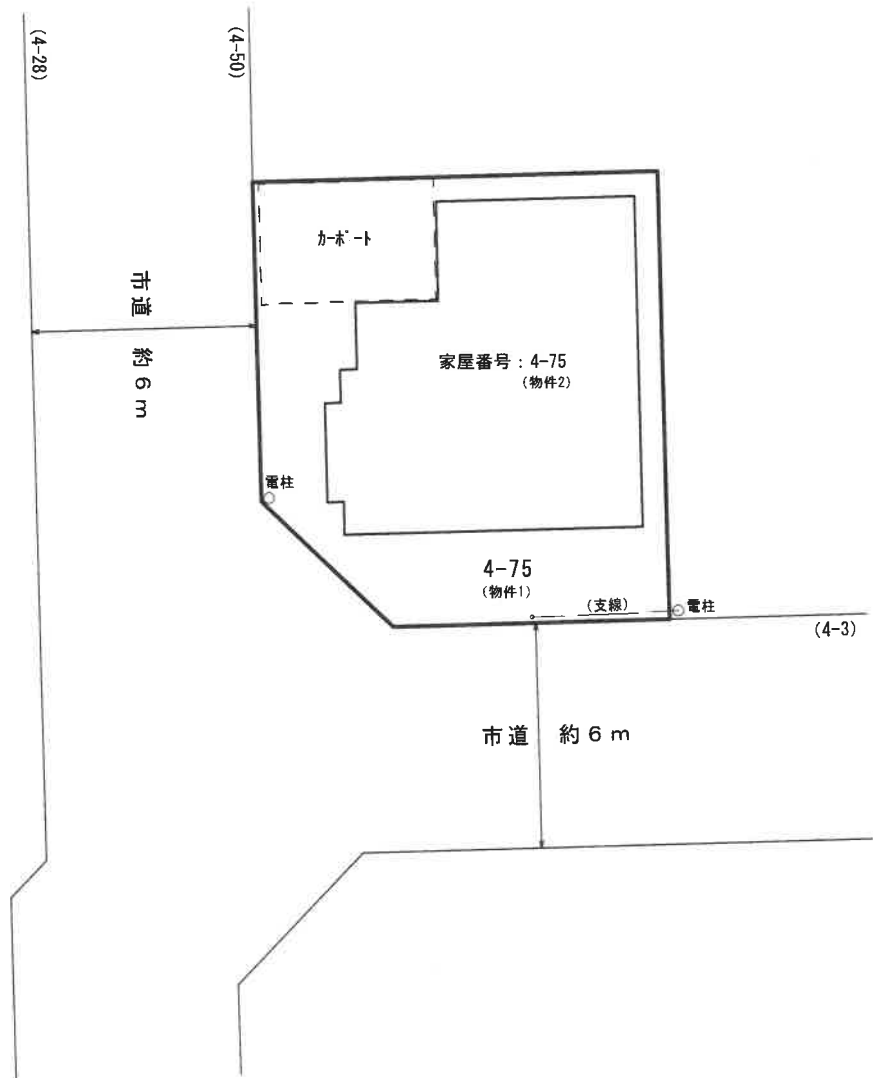 (4-28)
(4-50)
ｶｰﾎﾟｰﾄ
市道 約6m
家屋番号：4-75
(物件2)
電柱
4-75
(物件1)
(支線)
電柱
(4-3)
市道 約6m